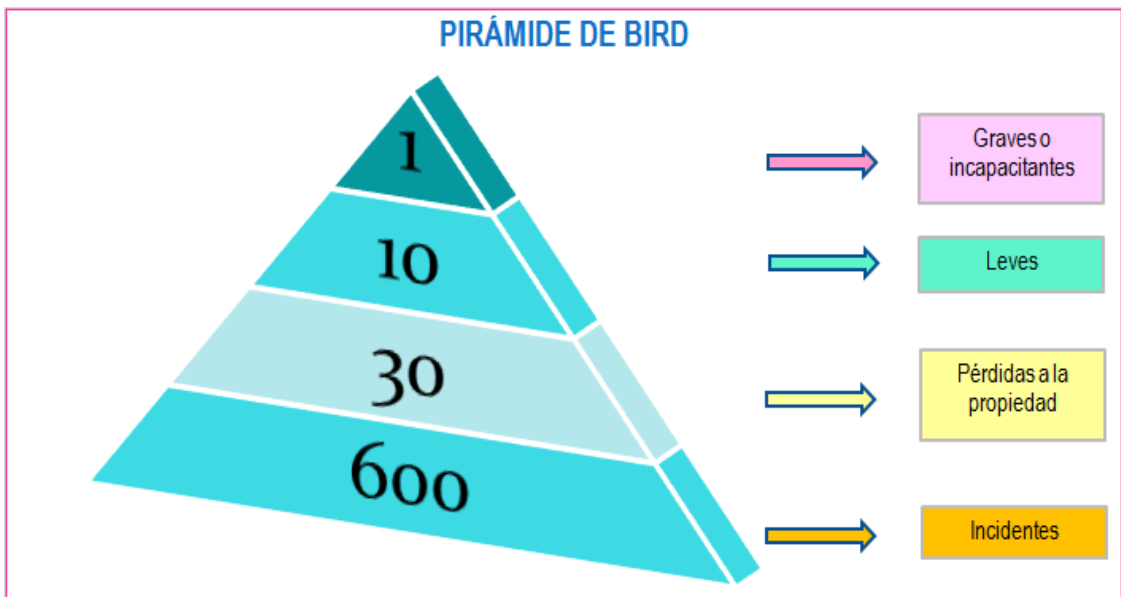 PIRÁMIDE DE BIRD
1
Graves o
incapacitantes
10
Leves
30
Pérdidas a la
propiedad
600
Incidentes